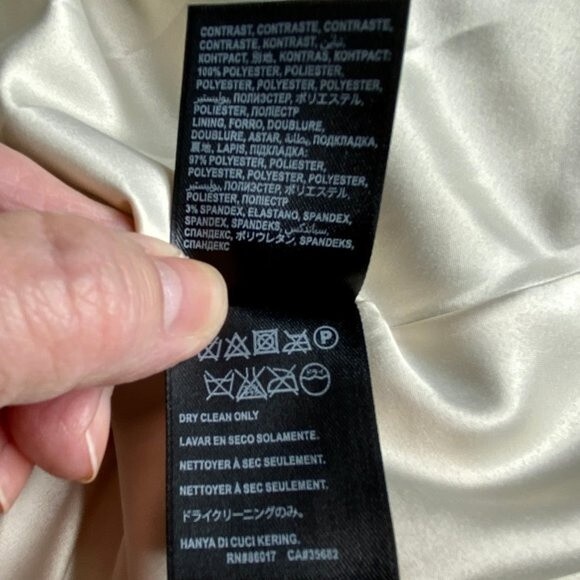 CONTRAST, CONTRASTE, CONTRASTE,
CONTRASTE, KONTRAST, تباين,
КОНТРАСТ, 別地, KONTRAS, КОНТРАСТ:
100% POLYESTER, POLIESTER,
POLYESTER, POLYESTER, POLYESTER,
بوليستير, ПОЛИЭСТЕР, ポリエステル,
POLIESTER, ПОЛІЕСТР
LINING, FORRO, DOUBLURE,
DOUBLURE, ASTAR, بطانة, ПОДКЛАДКА,
裏地, LAPIS, ПІДКЛАДКА:
97% POLYESTER, POLIESTER,
POLYESTER, POLYESTER, POLYESTER,
بوليستير, ПОЛИЭСТЕР, ポリエステル,
POLIESTER, ПОЛІЕСТР
3% SPANDEX, ELASTANO, SPANDEX,
SPANDEX, SPANDEKS, سباندكس,
СПАНДЕКС, ポリウレタン, SPANDEKS,
СПАНДЕКС
P
DRY CLEAN ONLY
LAVAR EN SECO SOLAMENTE.
NETTOYER À SEC SEULEMENT.
NETTOYER À SEC SEULEMENT.
ドライクリーニングのみ。
HANYA DI CUCI KERING.
RN#86017 CA#35682